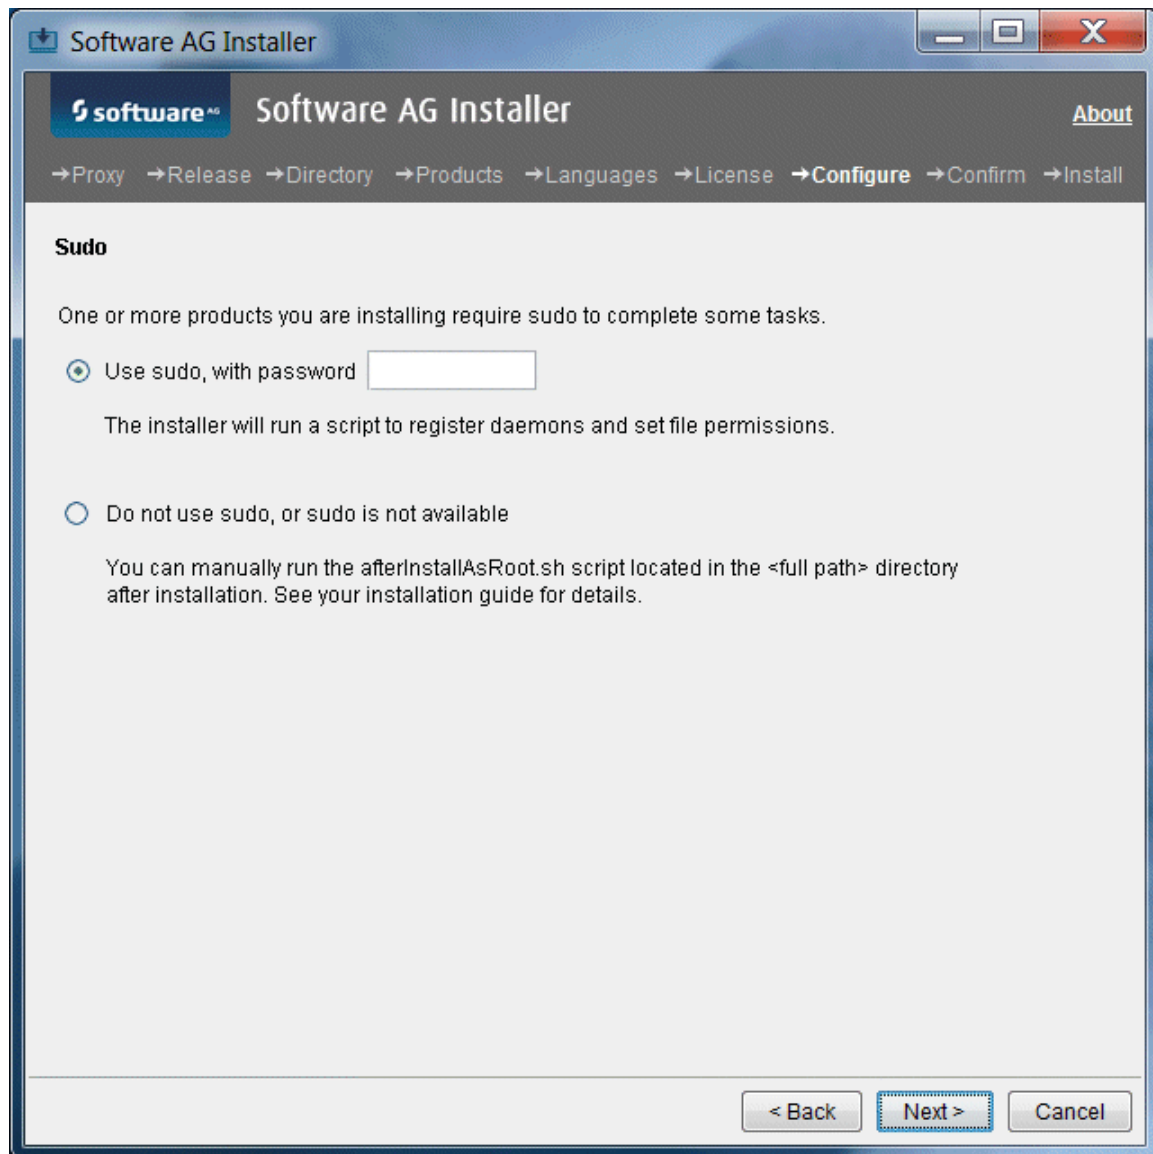 Software AG Installer
software AG
Software AG Installer
About
→Proxy →Release →Directory →Products →Languages →License →Configure →Confirm →Install
Sudo
One or more products you are installing require sudo to complete some tasks.
Use sudo, with password
The installer will run a script to register daemons and set file permissions.
Do not use sudo, or sudo is not available
You can manually run the afterInstallAsRoot.sh script located in the <full path> directory
after installation. See your installation guide for details.
< Back Next > Cancel